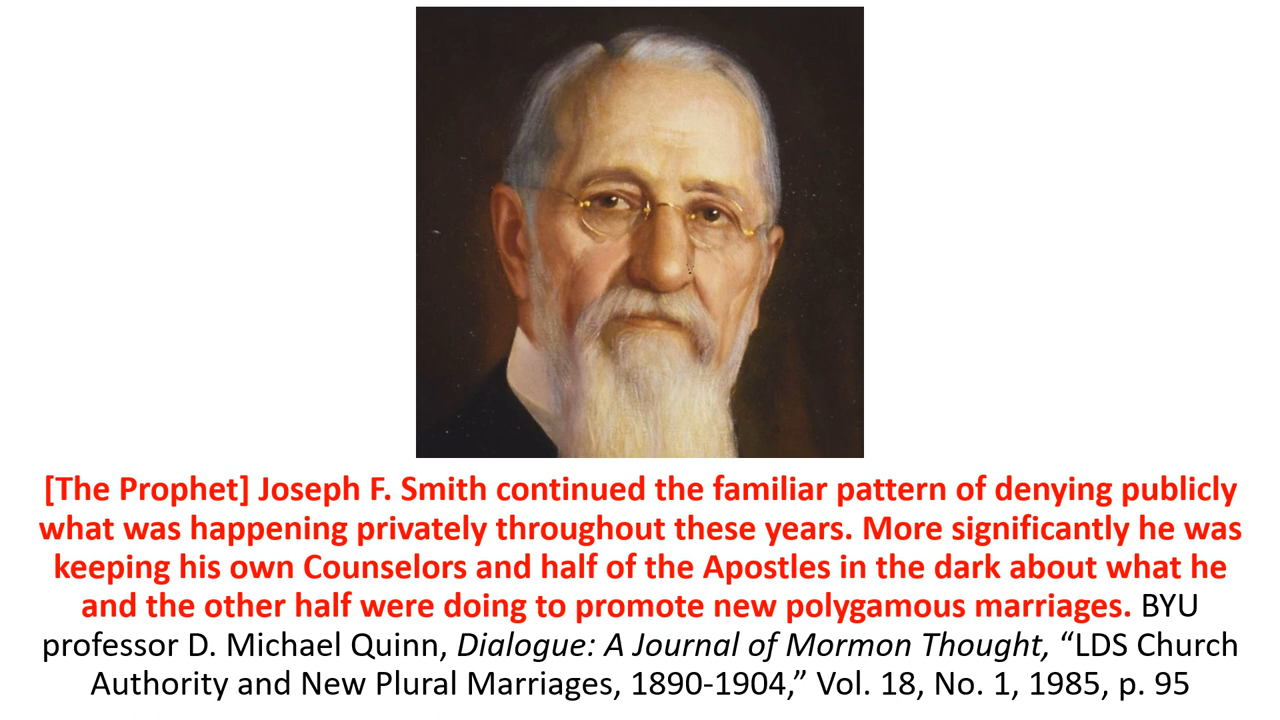 [The Prophet] Joseph F. Smith continued the familiar pattern of denying publicly
what was happening privately throughout these years. More significantly he was
keeping his own Counselors and half of the Apostles in the dark about what he
and the other half were doing to promote new polygamous marriages. BYU
professor D. Michael Quinn, Dialogue: A Journal of Mormon Thought, “LDS Church
Authority and New Plural Marriages, 1890-1904,” Vol. 18, No. 1, 1985, p. 95